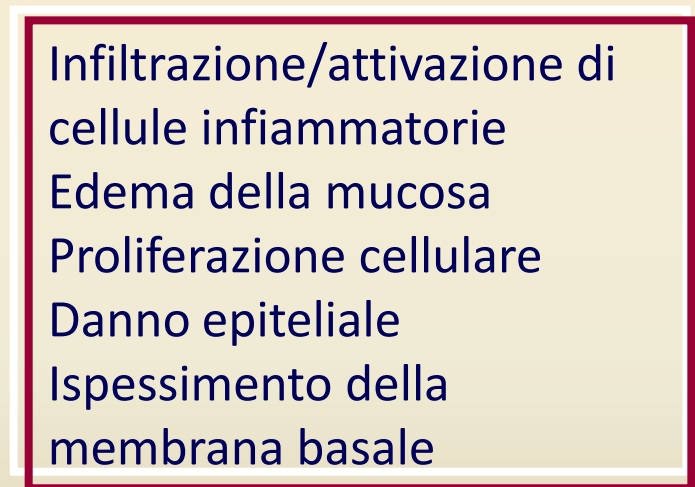 Infiltrazione/attivazione di
cellule infiammatorie
Edema della mucosa
Proliferazione cellulare
Danno epiteliale
Ispessimento della
membrana basale